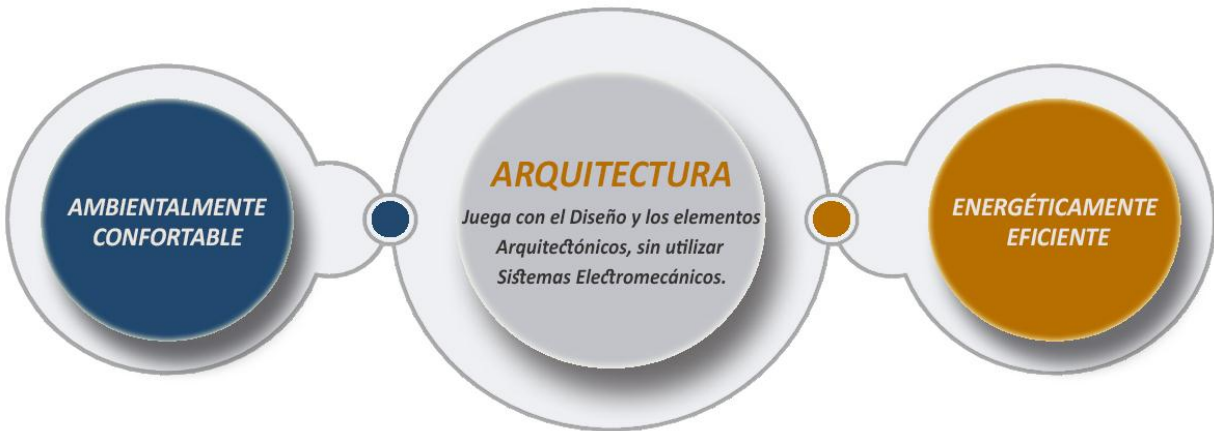 AMBIENTALMENTE
CONFORTABLE
ARQUITECTURA
Juega con el Diseño y los elementos
Arquitectónicos, sin utilizar
Sistemas Electromecánicos.
ENERGÉTICAMENTE
EFICIENTE